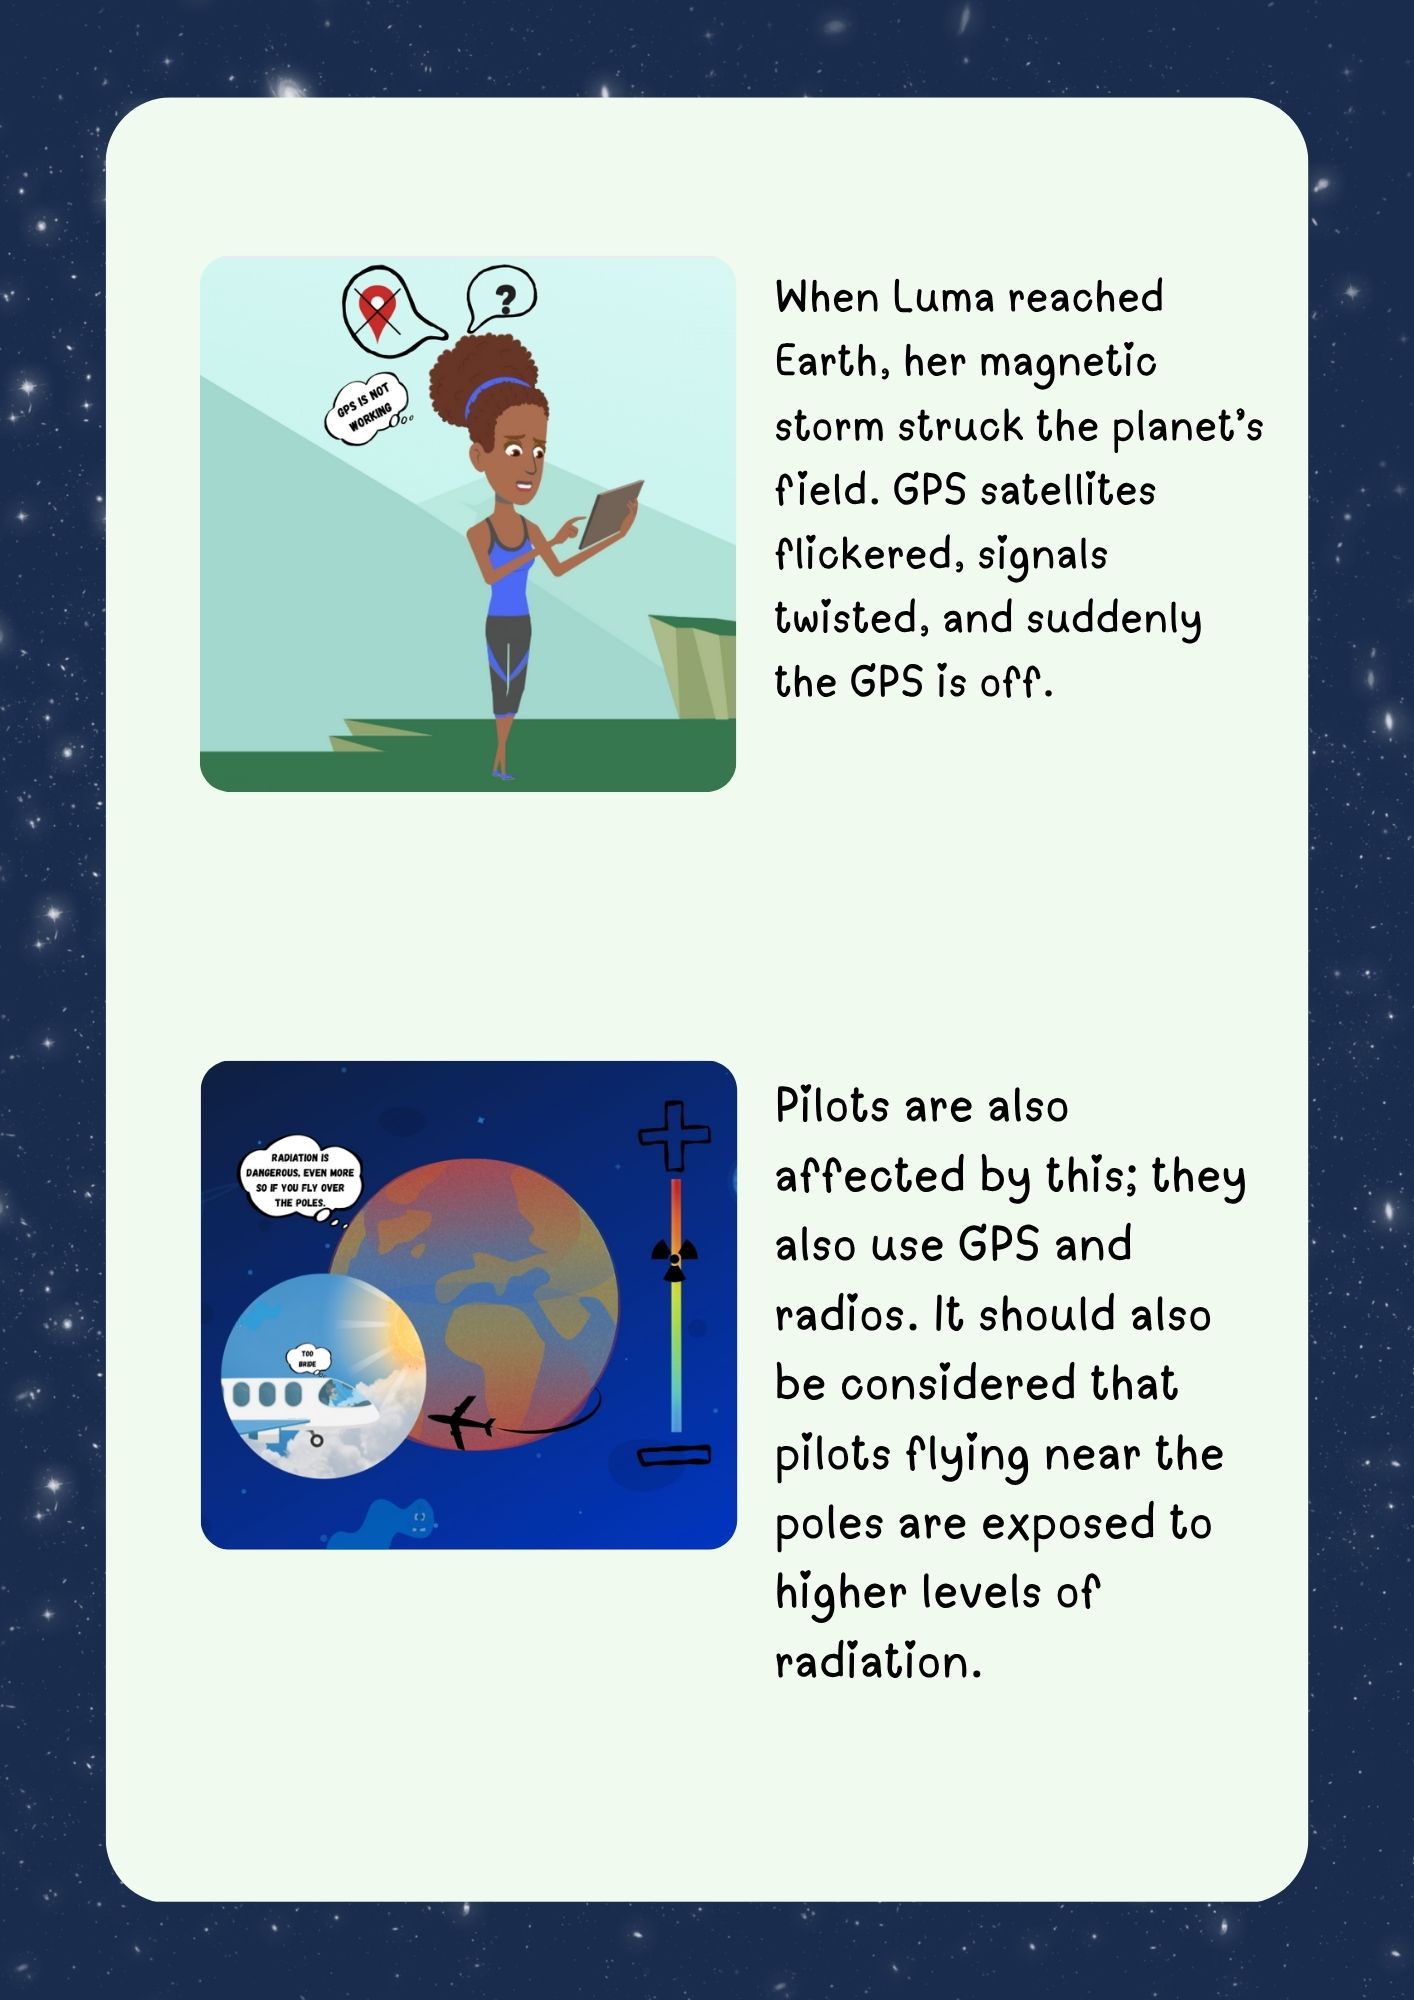 ?
GPS IS NOT
WORKING
When Luma reached
Earth, her magnetic
storm struck the planet's
field. GPS satellites
flickered, signals
twisted, and suddenly
the GPS is off.
RADIATION IS
DANGEROUS, EVEN MORE
SO IF YOU FLY OVER
THE POLES.
TOO
BRIDE
Pilots are also
affected by this; they
also use GPS and
radios. It should also
be considered that
pilots flying near the
poles are exposed to
higher levels of
radiation.